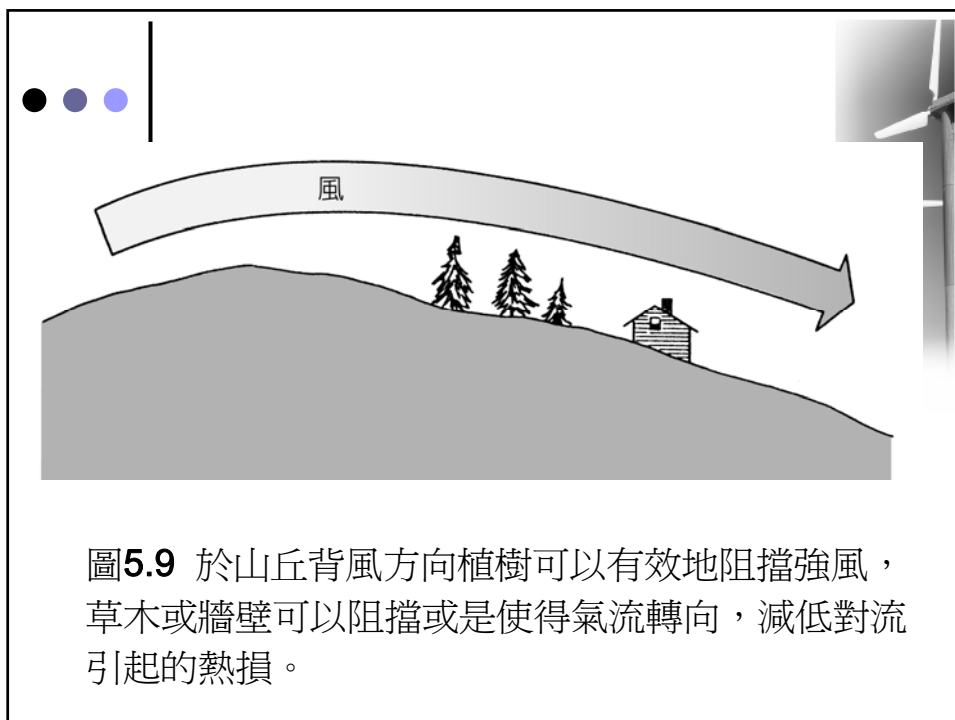 風
圖5.9 於山丘背風方向植樹可以有效地阻擋強風，
草木或牆壁可以阻擋或是使得氣流轉向，減低對流
引起的熱損。